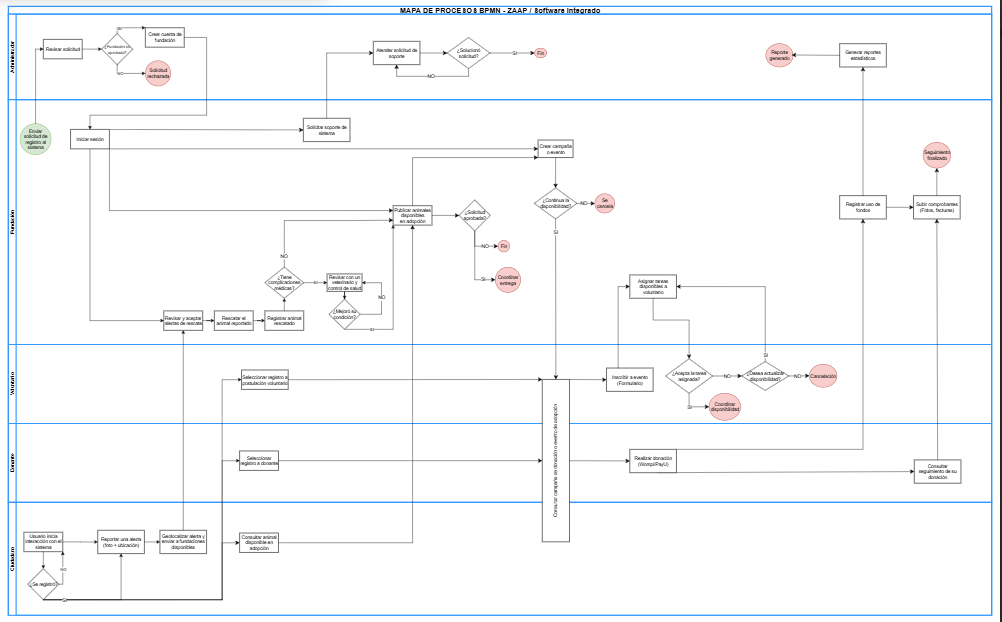 MAPA DE PROCESOS BPMN - ZAAP / Software Integrado
Administrador
Revisar solicitud
¿Fundación es
aprobada?
SI
NO
Crear cuenta de
fundación
Solicitud
rechazada
Atender solicitud de
soporte
¿Solucionó
solicitud?
SI
NO
Fin
Reporte
generado
Generar reportes
estadísticos
Fundación
Enviar
solicitud de
registro al
sistema
Iniciar sesión
Solicitar soporte de
sistema
Crear campaña
o evento
¿Continua la
disponibilidad?
NO
Se
cancela
SI
Publicar animales
disponibles
en adopción
¿Solicitud
aprobada?
NO
Fin
SI
Coordinar
entrega
¿Tiene
complicaciones
médicas?
NO
SI
Revisar con un
veterinario y
control de salud
¿Mejoró su
condición?
NO
SI
Revisar y aceptar
alertas de rescate
Rescatar el
animal reportado
Registrar animal
rescatado
Asignar tareas
disponibles a
voluntario
Registrar uso de
fondos
Subir comprobantes
(Fotos, facturas)
Seguimiento
finalizado
Voluntario
Seleccionar registro a
postulación voluntario
Inscribir a evento
(Formulario)
¿Acepta la tarea
asignada?
NO
SI
¿Desea actualizar
disponibilidad?
SI
NO
Cancelación
Coordinar
disponibilidad
Donante
Seleccionar
registro a donante
Consultar campaña se donación o evento de adopción
Realizar donación
(Wompi/PayU)
Consultar
seguimiento de su
donación
Ciudadano
Usuario inicia
interacción con el
sistema
¿Se registró?
NO
SI
Reportar una alerta
(foto + ubicación)
Geolocalizar alerta y
enviar a fundaciones
disponibles
Consultar animal
disponible en
adopción